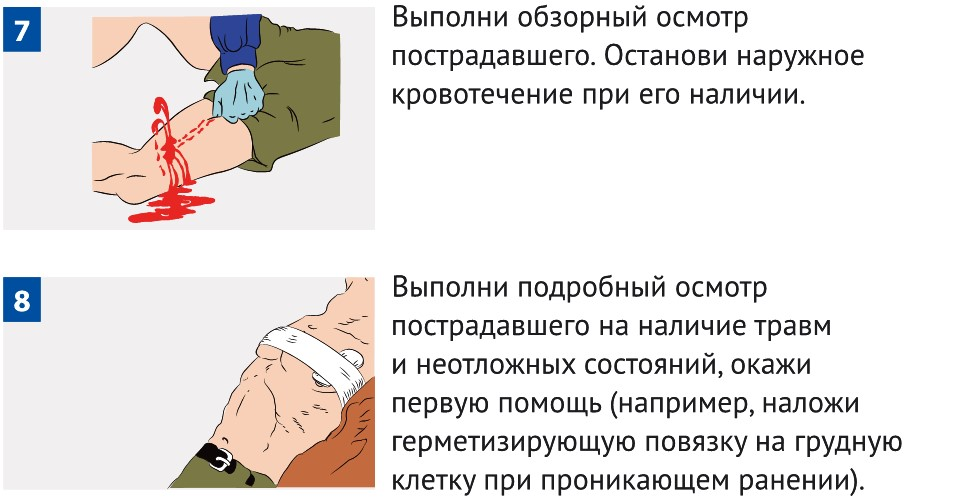 7
Выполни обзорный осмотр
пострадавшего. Останови наружное
кровотечение при его наличии.
8
Выполни подробный осмотр
пострадавшего на наличие травм
и неотложных состояний, окажи
первую помощь (например, наложи
герметизирующую повязку на грудную
клетку при проникающем ранении).